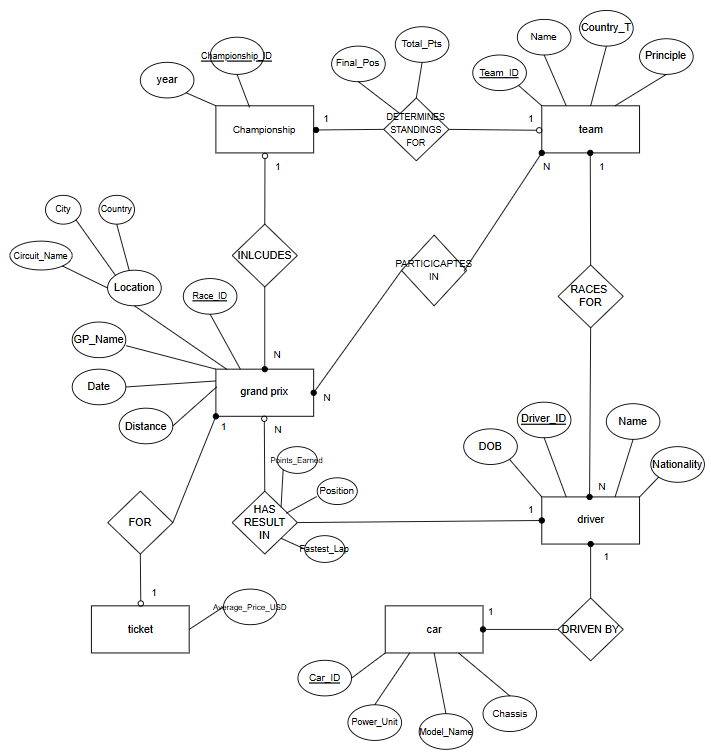 Championship_ID
year
Championship
1
Final_Pos
Total_Pts
DETERMINES
STANDINGS
FOR
1
Team_ID
Name
Country_T
Principle
team
1
N
1
City
Country
Circuit_Name
Location
INLCUDES
PARTICICAPTES
IN
RACES
FOR
Race_ID
GP_Name
Date
Distance
N
grand prix
N
1
N
Points_Earned
Position
HAS
RESULT
IN
Fastest_Lap
FOR
DOB
Driver_ID
Name
Nationality
N
1
driver
1
1
ticket
Average_Price_USD
car
1
DRIVEN BY
Car_ID
Power_Unit
Model_Name
Chassis